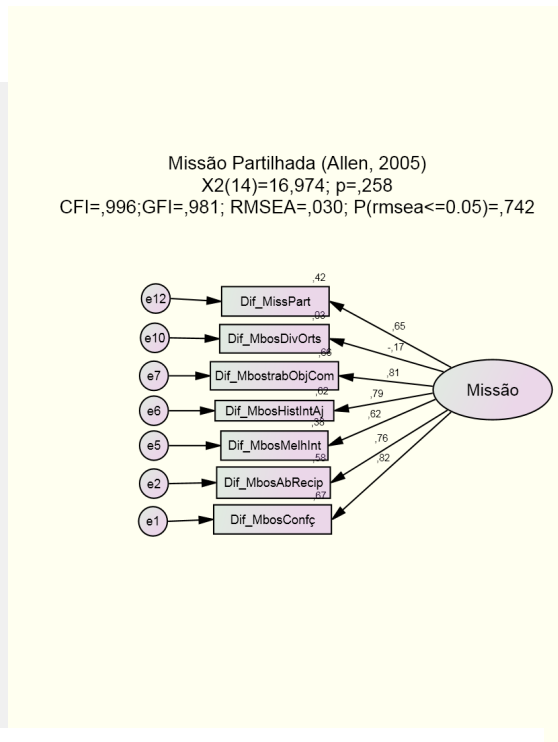 Missão Partilhada (Allen, 2005)
X2(14)=16,974; p=,258
CFI=,996;GFI=,981; RMSEA=,030; P(rmsea<=0.05)=,742
,42
e12 Dif_MissPart
,65
,03
e10 Dif_MbosDivOrts
-,17
,66
e7 Dif_MbostrabObjCom
,81
Missão
,62
e6 Dif_MbosHistIntAj
,79
,38
e5 Dif_MbosMelhInt
,62
,58
e2 Dif_MbosAbRecip
,76
,67
e1 Dif_MbosConfç
,82